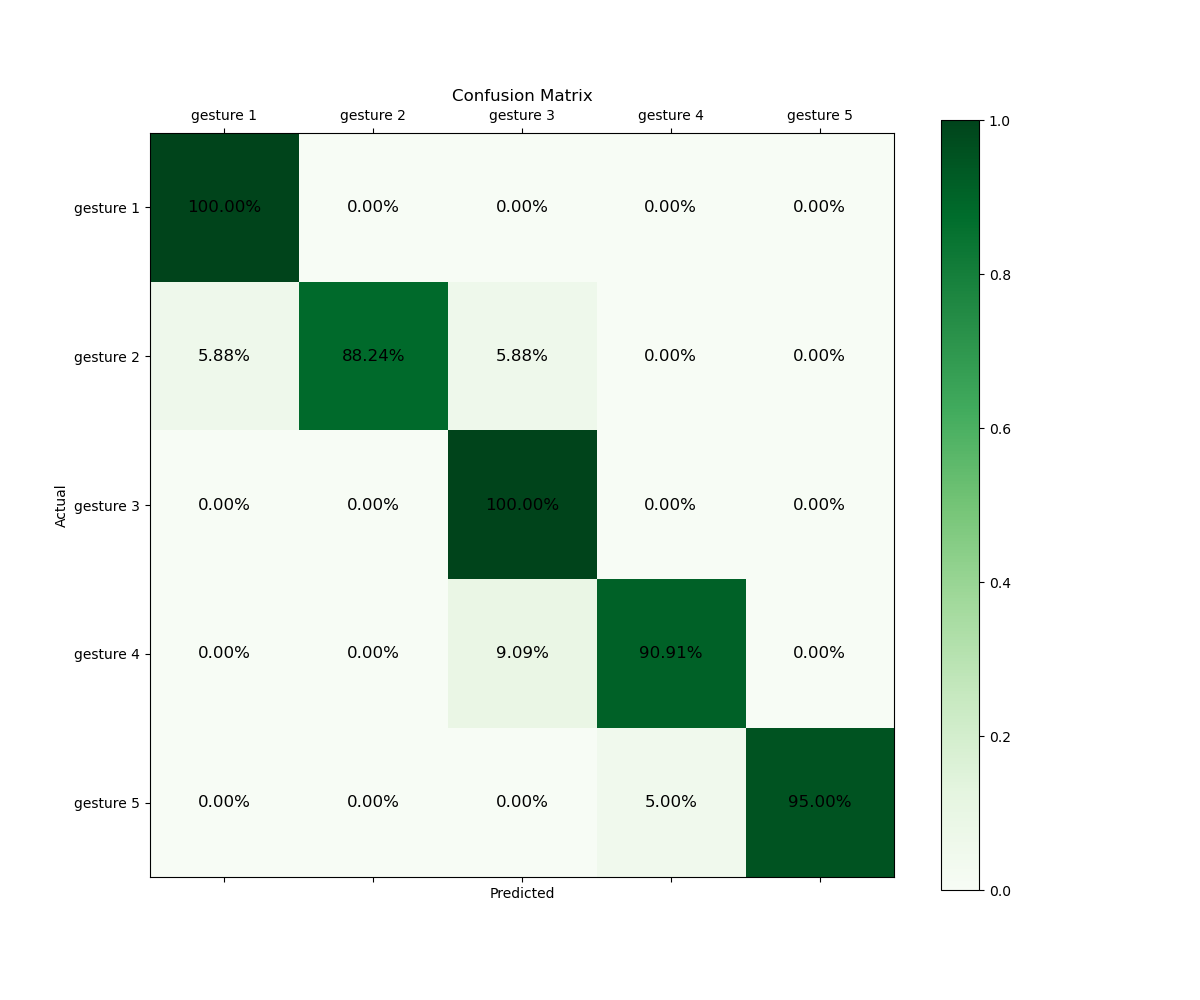 Confusion Matrix
gesture 1 gesture 2 gesture 3 gesture 4 gesture 5
gesture 1 100.00% 0.00% 0.00% 0.00% 0.00%
gesture 2 5.88% 88.24% 5.88% 0.00% 0.00%
gesture 3 0.00% 0.00% 100.00% 0.00% 0.00%
gesture 4 0.00% 0.00% 9.09% 90.91% 0.00%
gesture 5 0.00% 0.00% 0.00% 5.00% 95.00%
Actual
Predicted
1.0
0.8
0.6
0.4
0.2
0.0